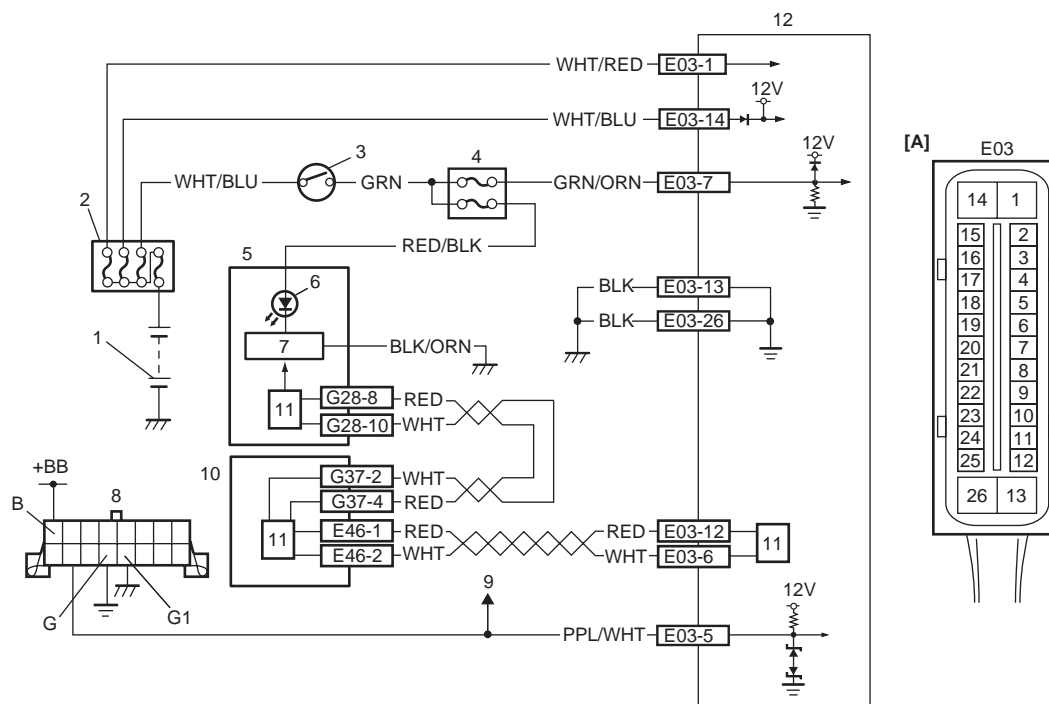 12
WHT/RED E03-1
12V
WHT/BLU E03-14
[A]
E03
3
4
12V
WHT/BLU GRN GRN/ORN E03-7
2
RED/BLK
5
6
BLK E03-13
BLK E03-26
7 BLK/ORN
1
11
G28-8 RED
G28-10 WHT
10
G37-2 WHT
G37-4 RED
11
E46-1 RED RED E03-12
E46-2 WHT WHT E03-6
11
+BB
B
8
G
G1
9
12V
PPL/WHT E03-5
14 1
15 2
16 3
17 4
18 5
19 6
20 7
21 8
22 9
23 10
24 11
25 12
26 13